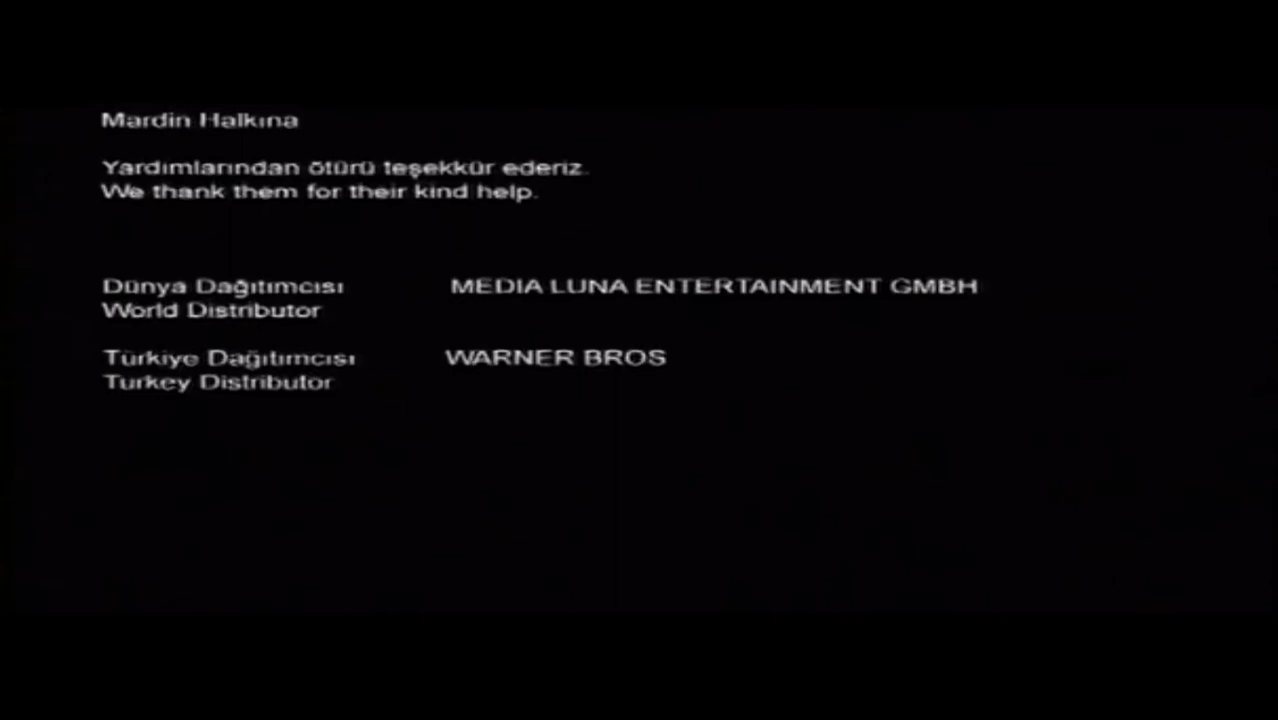 Mardin Halkına
Yardımlarından ötürü teşekkür ederiz.
We thank them for their kind help.
Dünya Dağıtımcısı MEDIA LUNA ENTERTAINMENT GMBH
World Distributor
Türkiye Dağıtımcısı WARNER BROS
Turkey Distributor